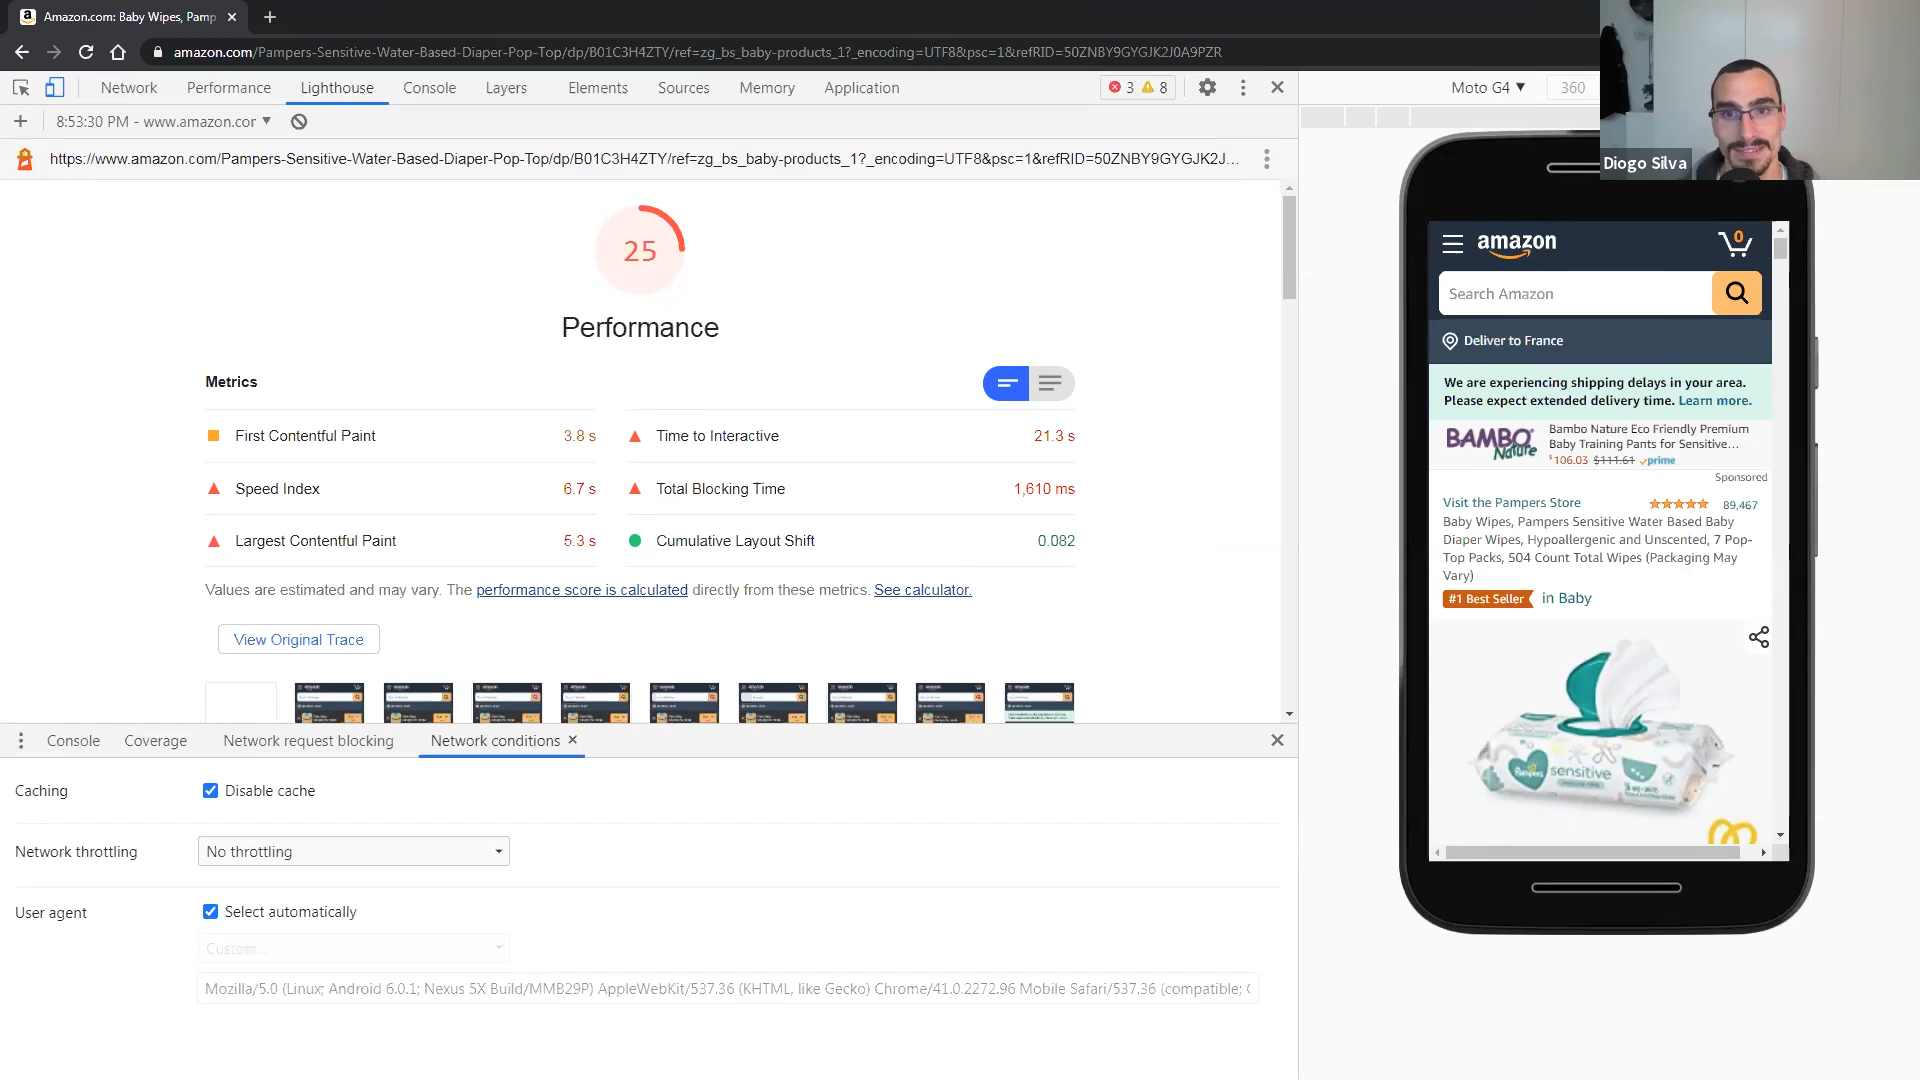 Amazon.com: Baby Wipes, Pamp
amazon.com/Pampers-Sensitive-Water-Based-Diaper-Pop-Top/dp/B01C3H4ZTY/ref=zg_bs_baby-products_1?_encoding=UTF8&psc=1&refRID=50ZNBY9GYGJK2J0A9PZR
Network Performance Lighthouse Console Layers Elements Sources Memory Application 3 8
Moto G4 ▼ 360
8:53:30 PM - www.amazon.cor
https://www.amazon.com/Pampers-Sensitive-Water-Based-Diaper-Pop-Top/dp/B01C3H4ZTY/ref=zg_bs_baby-products_1?_encoding=UTF8&psc=1&refRID=50ZNBY9GYGJK2J...
Diogo Silva
25
Performance
Metrics
First Contentful Paint 3.8 s
Time to Interactive 21.3 s
Speed Index 6.7 s
Total Blocking Time 1,610 ms
Largest Contentful Paint 5.3 s
Cumulative Layout Shift 0.082
Values are estimated and may vary. The performance score is calculated directly from these metrics. See calculator.
View Original Trace
Console Coverage Network request blocking Network conditions
Caching Disable cache
Network throttling No throttling
User agent Select automatically
Custom...
Mozilla/5.0 (Linux; Android 6.0.1; Nexus 5X Build/MMB29P) AppleWebKit/537.36 (KHTML, like Gecko) Chrome/41.0.2272.96 Mobile Safari/537.36 (compatible;
amazon 0
Search Amazon
Deliver to France
We are experiencing shipping delays in your area.
Please expect extended delivery time. Learn more.
BAMBO
Nature
Bambo Nature Eco Friendly Premium
Baby Training Pants for Sensitive...
$106.03 $111.61 prime
Sponsored
Visit the Pampers Store 89,467
Baby Wipes, Pampers Sensitive Water Based Baby
Diaper Wipes, Hypoallergenic and Unscented, 7 Pop-
Top Packs, 504 Count Total Wipes (Packaging May
Vary)
#1 Best Seller in Baby
Pampers
sensitive